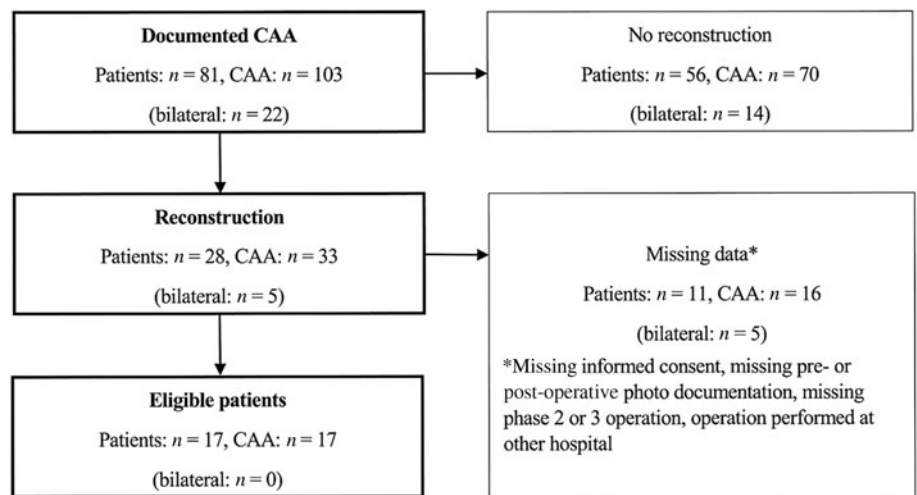 Documented CAA
Patients: n = 81, CAA: n = 103
(bilateral: n = 22)
No reconstruction
Patients: n = 56, CAA: n = 70
(bilateral: n = 14)
Reconstruction
Patients: n = 28, CAA: n = 33
(bilateral: n = 5)
Missing data*
Patients: n = 11, CAA: n = 16
(bilateral: n = 5)
*Missing informed consent, missing pre- or
post-operative photo documentation, missing
phase 2 or 3 operation, operation performed at
other hospital
Eligible patients
Patients: n = 17, CAA: n = 17
(bilateral: n = 0)